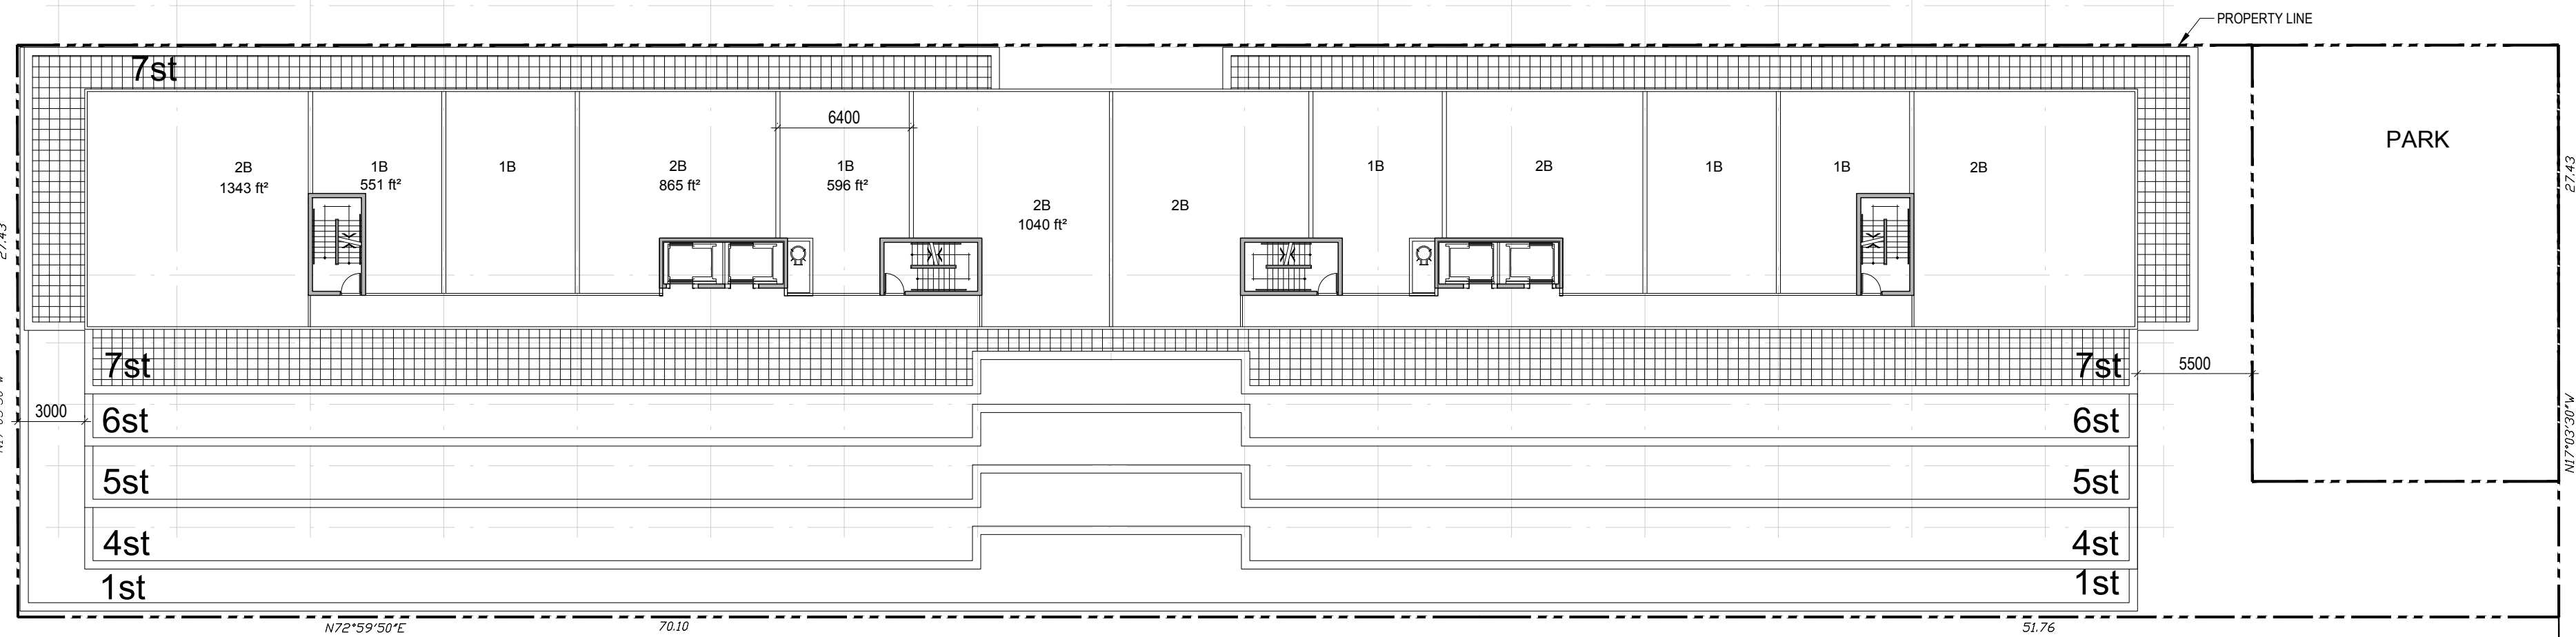 PROPERTY LINE
7st
6400
PARK
2B
1343 ft²
1B
551 ft²
1B
2B
865 ft²
1B
596 ft²
2B
1040 ft²
2B
1B
2B
1B
1B
2B
27.43
27.43
7st
7st
5500
3000
6st
6st
N17°03'30"W
5st
5st
4st
4st
1st
1st
N72°59'50"E
70.10
51.76